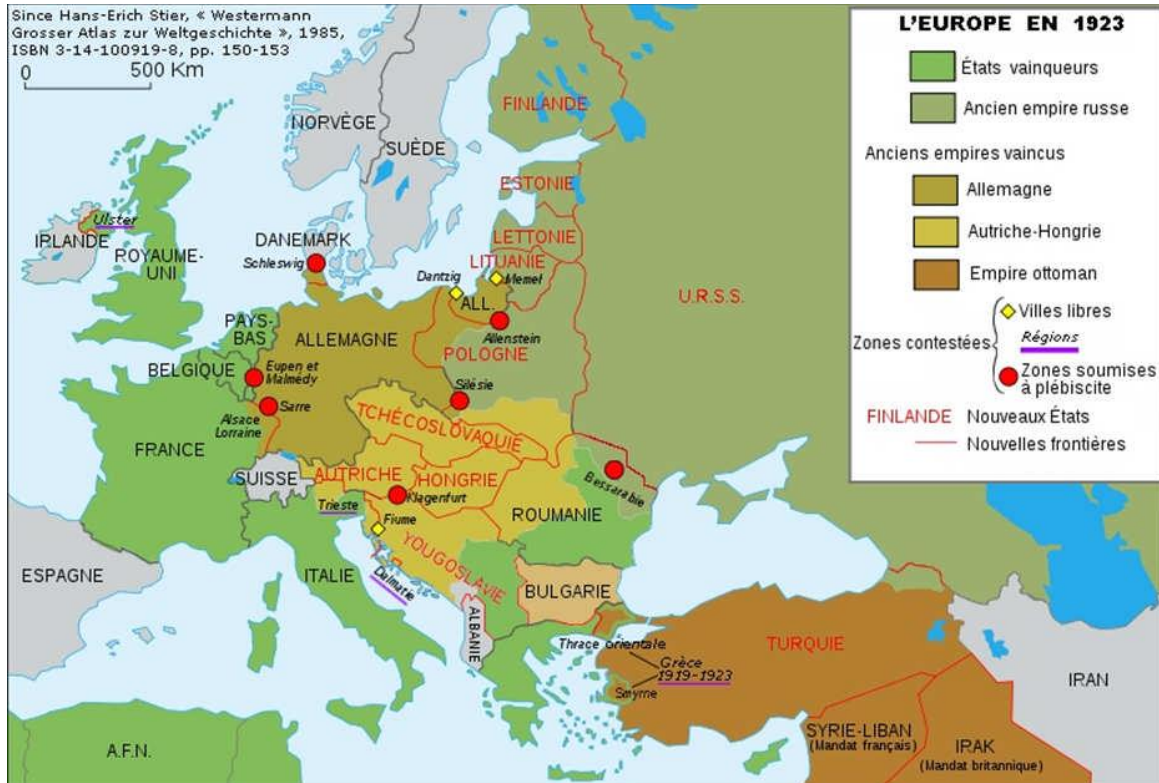 Since Hans-Erich Stier, « Westermann
Grosser Atlas zur Weltgeschichte », 1985,
ISBN 3-14-100919-8, pp. 150-153
0 500 Km
L'EUROPE EN 1923
États vainqueurs
Ancien empire russe
Anciens empires vaincus
Allemagne
Autriche-Hongrie
Empire ottoman
Zones contestées
Villes libres
Régions
Zones soumises
à plébiscite
FINLANDE Nouveaux États
Nouvelles frontières
NORVÈGE
SUÈDE
FINLANDE
ESTONIE
LETTONIE
LITUANIE
Memel
Dantzig
ALL.
Allenstein
U.R.S.S.
Ulster
IRLANDE
ROYAUME-
UNI
DANEMARK
Schleswig
PAYS-
BAS
ALLEMAGNE
POLOGNE
BELGIQUE
Eupen et
Malmédy
Silésie
Sarre
Alsace
Lorraine
TCHÉCOSLOVAQUIE
FRANCE
SUISSE
AUTRICHE
HONGRIE
Klagenfurt
Bessarabie
Trieste
Fiume
ROUMANIE
YOUGOSLAVIE
ESPAGNE
ITALIE
Dalmatie
BULGARIE
ALBANIE
Thrace orientale
Grèce
1919-1923
Smyrne
TURQUIE
IRAN
A.F.N.
SYRIE-LIBAN
(Mandat français)
IRAK
(Mandat britannique)